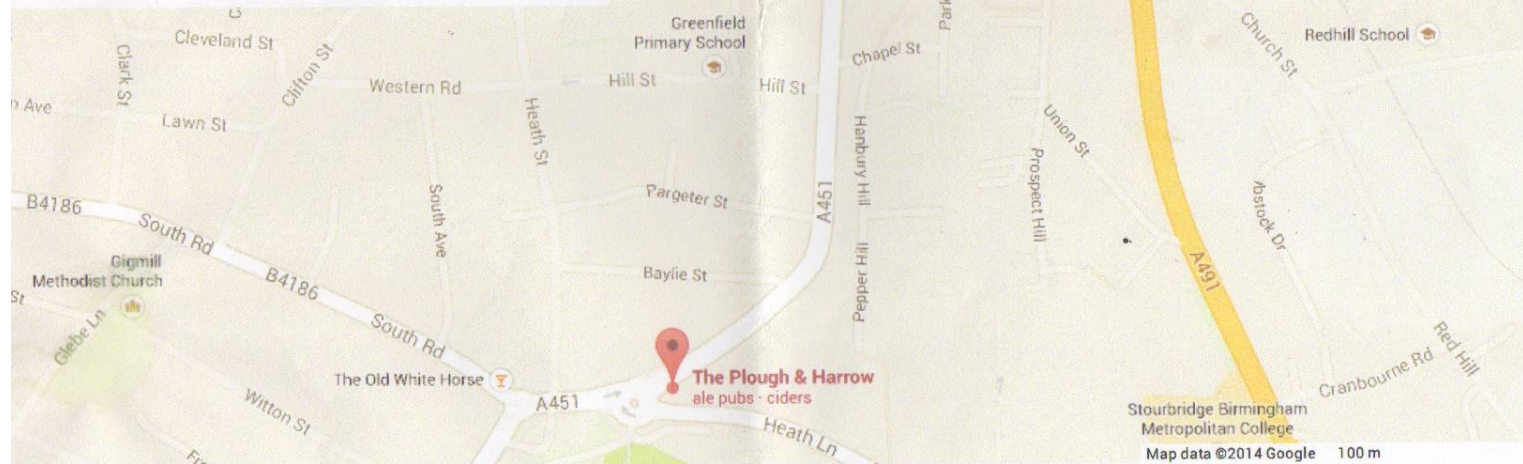 Greenfield
Primary School
Redhill School
Church St
Cleveland St
Clark St
Clifton St
Western Rd
Hill St
Hill St
Chapel St
Park
Ave
Lawn St
Heath St
Hanbury Hill
Union St
Prospect Hill
B4186
South Rd
South Ave
Pargeter St
A451
Gigmill
Methodist Church
B4186
Baylie St
Pepper Hill
A491
St
Glebe Ln
South Rd
Red Hill
The Old White Horse
The Plough & Harrow
ale pubs · ciders
Cranbourne Rd
A451
Witton St
Heath Ln
Stourbridge Birmingham
Metropolitan College
Map data ©2014 Google 100 m